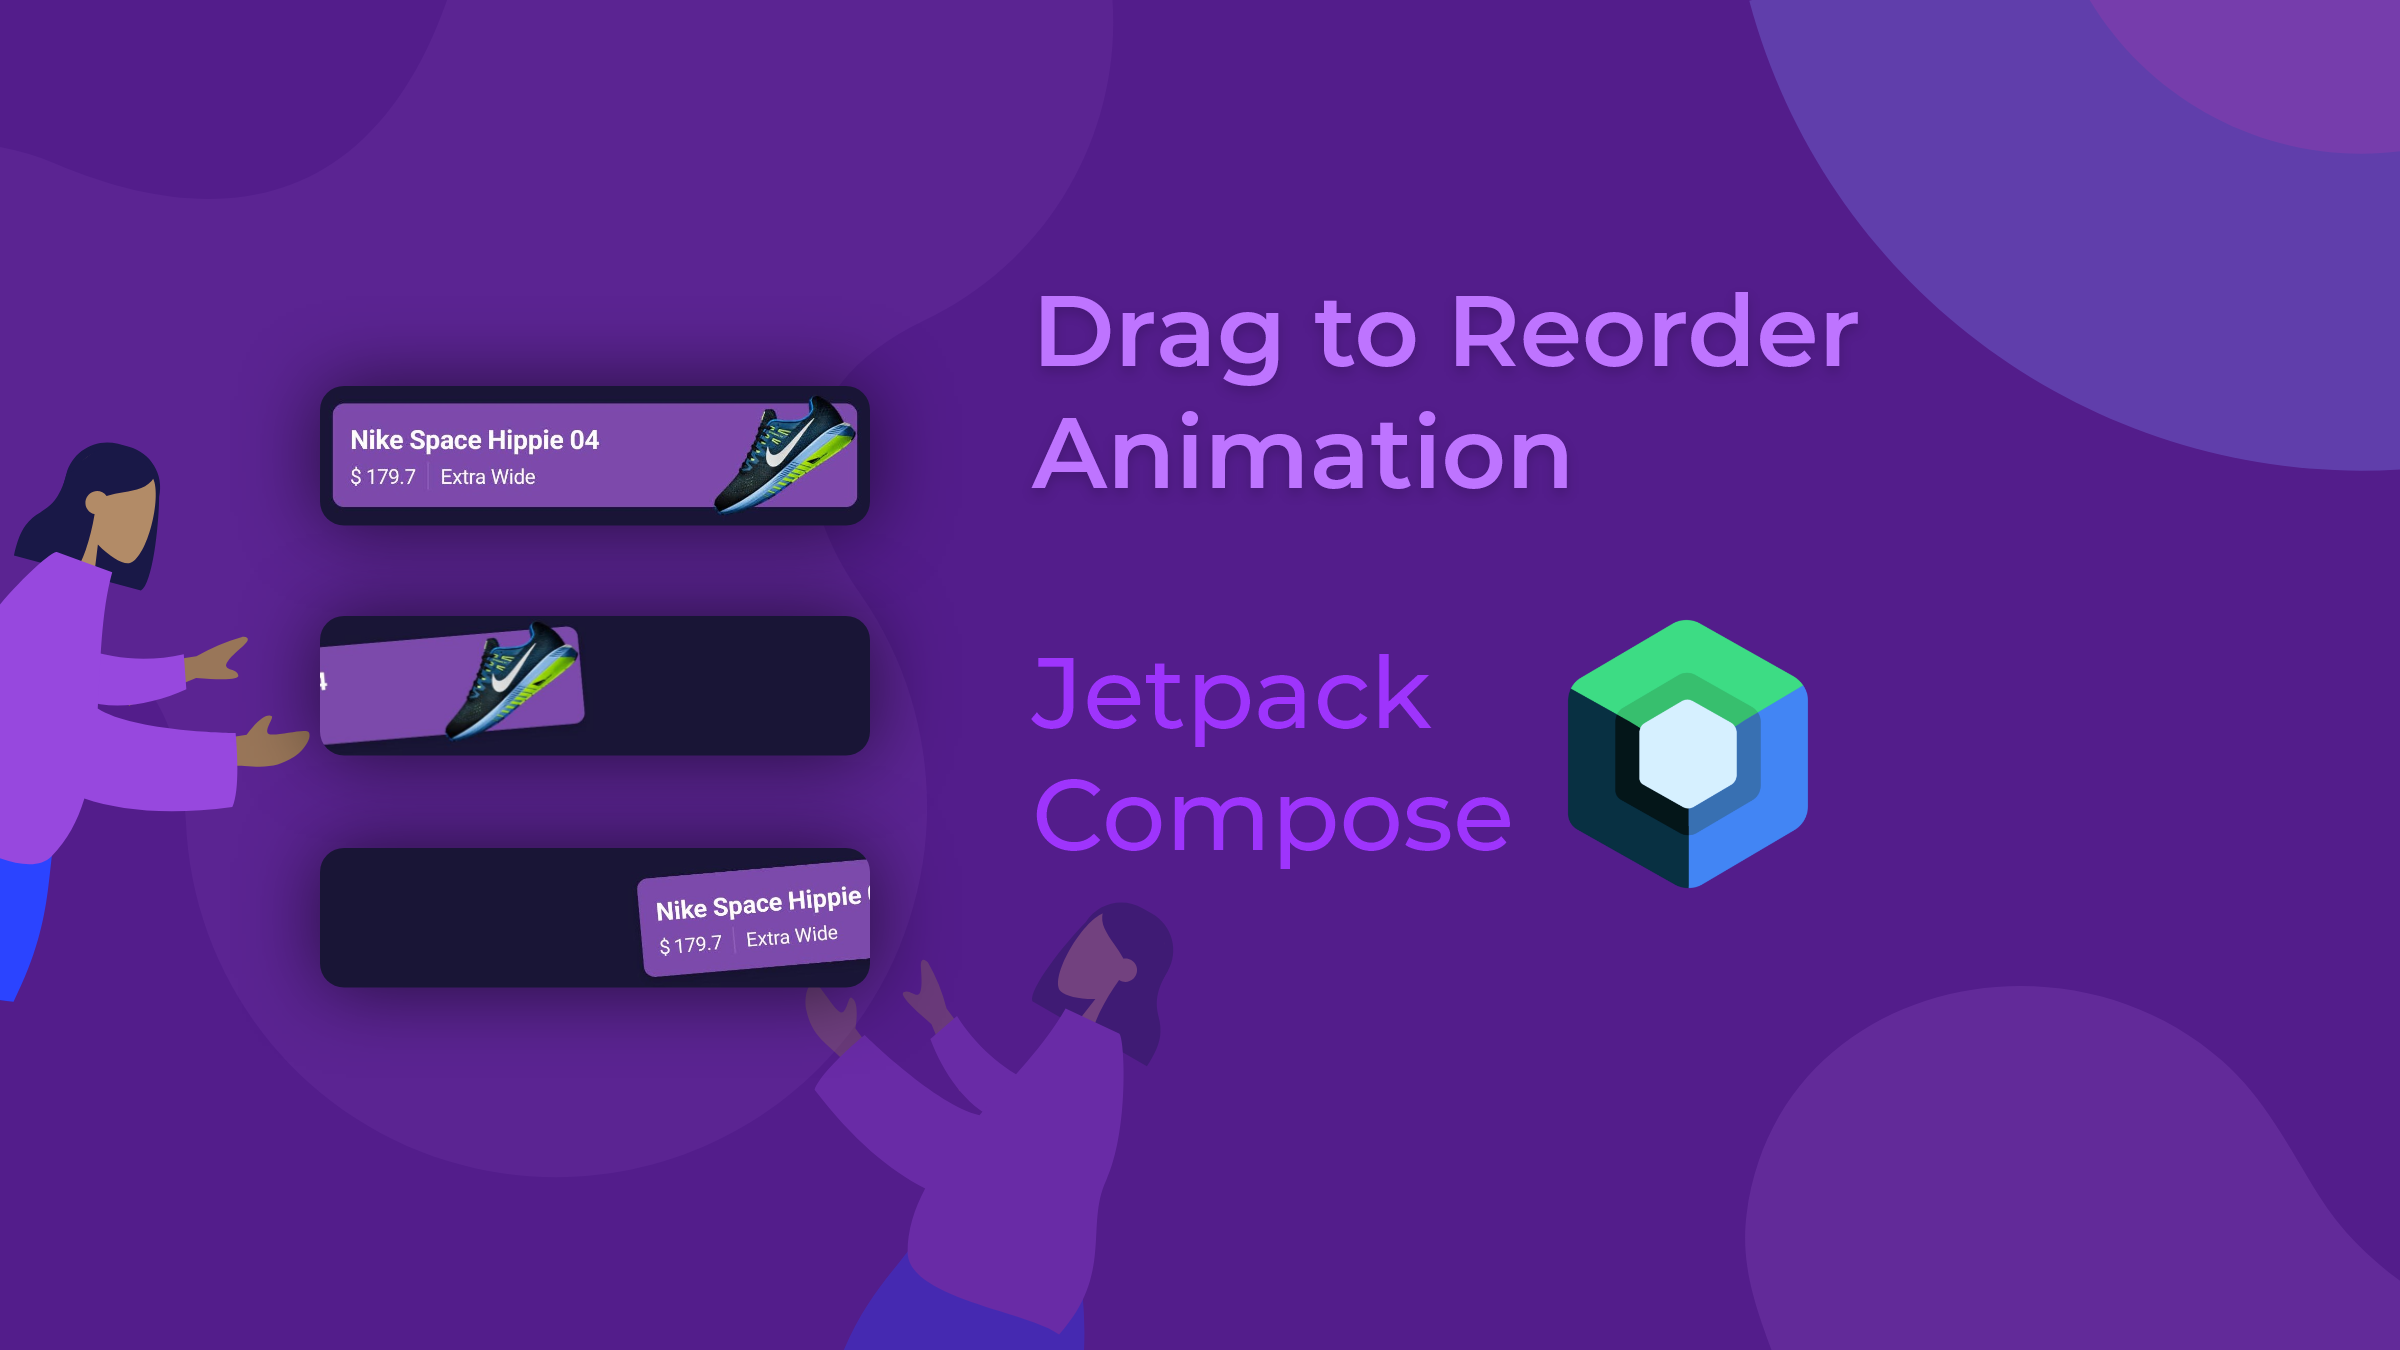 Drag to Reorder
Animation
Jetpack
Compose
Nike Space Hippie 04
$ 179.7 Extra Wide
4
Nike Space Hippie
$ 179.7 Extra Wide